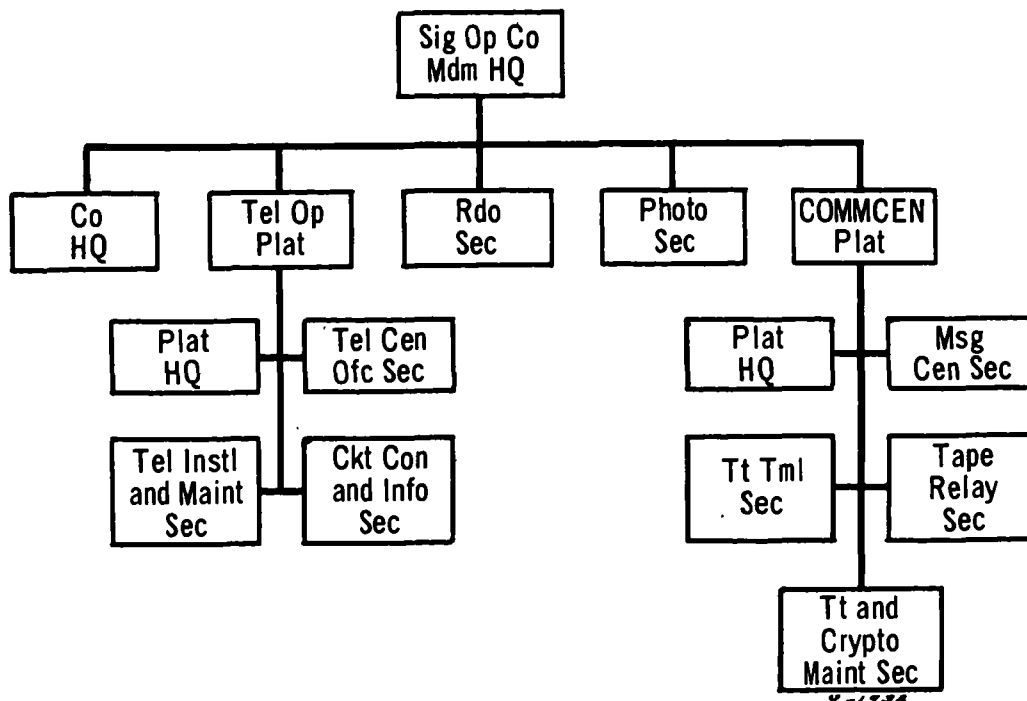 Sig Op Co
Mdm HQ
Co
HQ
Tel Op
Plat
Rdo
Sec
Photo
Sec
COMMCEN
Plat
Plat
HQ
Tel Cen
Ofc Sec
Tel Instl
and Maint
Sec
Ckt Con
and Info
Sec
Plat
HQ
Msg
Cen Sec
Tt Tml
Sec
Tape
Relay
Sec
Tt and
Crypto
Maint Sec